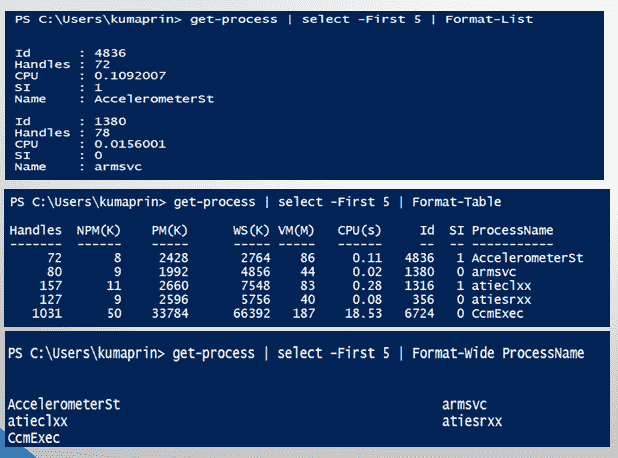 PS C:\Users\kumaprin> get-process | select -First 5 | Format-List
Id : 4836
Handles : 72
CPU : 0.1092007
SI : 1
Name : AccelerometerSt
Id : 1380
Handles : 78
CPU : 0.0156001
SI : 0
Name : armsvc
PS C:\Users\kumaprin> get-process | select -First 5 | Format-Table
Handles NPM(K) PM(K) WS(K) VM(M) CPU(s) Id SI ProcessName
------- ------ ----- ----- ----- ------ -- -- -----------
72 8 2428 2764 86 0.11 4836 1 AccelerometerSt
80 9 1992 4856 44 0.02 1380 0 armsvc
157 11 2660 7548 83 0.28 1316 1 atieclxx
127 9 2596 5756 40 0.08 356 0 atiesrxx
1031 50 33784 66392 187 18.53 6724 0 CcmExec
PS C:\Users\kumaprin> get-process | select -First 5 | Format-Wide ProcessName
AccelerometerSt armsvc
atieclxx atiesrxx
CcmExec